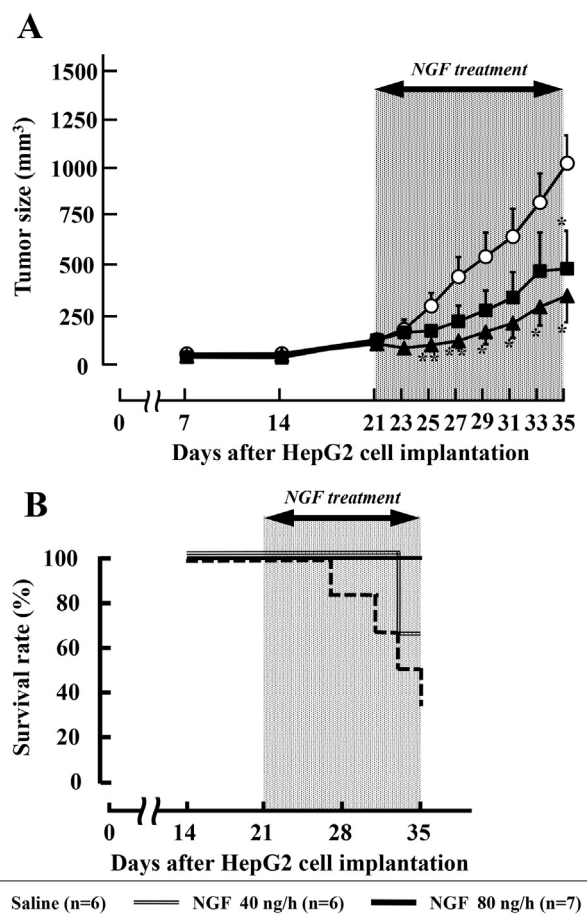 A
NGF treatment
1500
1250
1000
750
500
250
0
Tumor size (mm³)
*
** ** * * * *
0 7 14 21 23 25 27 29 31 33 35
Days after HepG2 cell implantation
B
NGF treatment
100
80
60
40
20
0
Survival rate (%)
0 14 21 28 35
Days after HepG2 cell implantation
Saline (n=6) NGF 40 ng/h (n=6) NGF 80 ng/h (n=7)